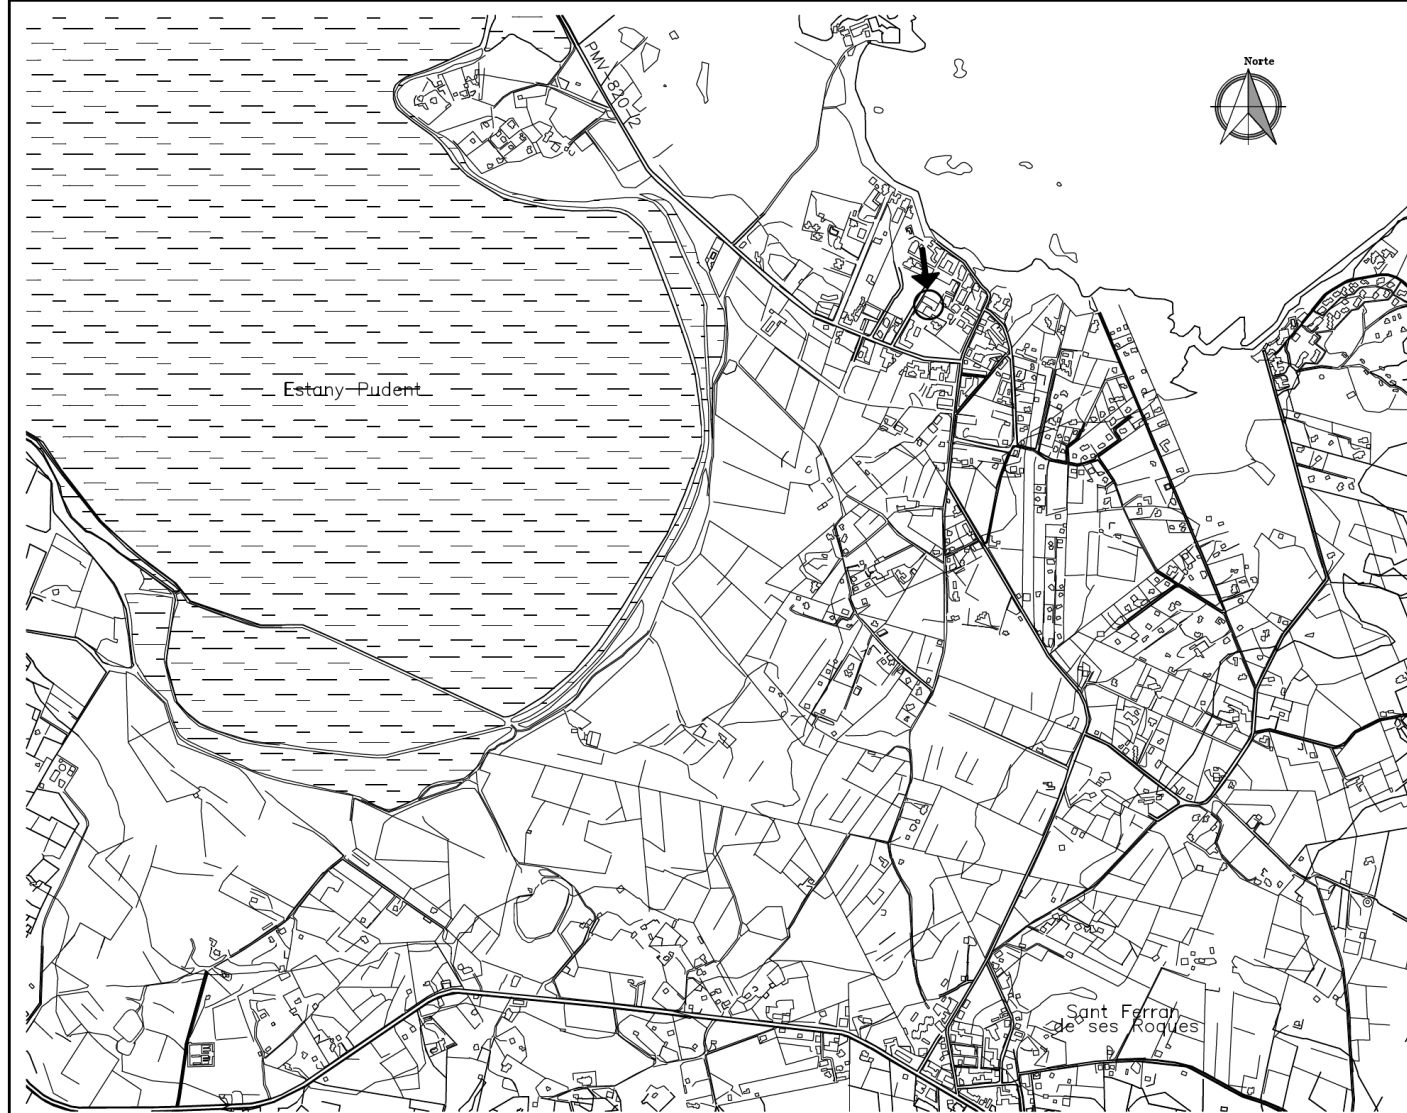 Norte
PMV-820-2
Estany Pudent
Sant Ferran
de ses Roques